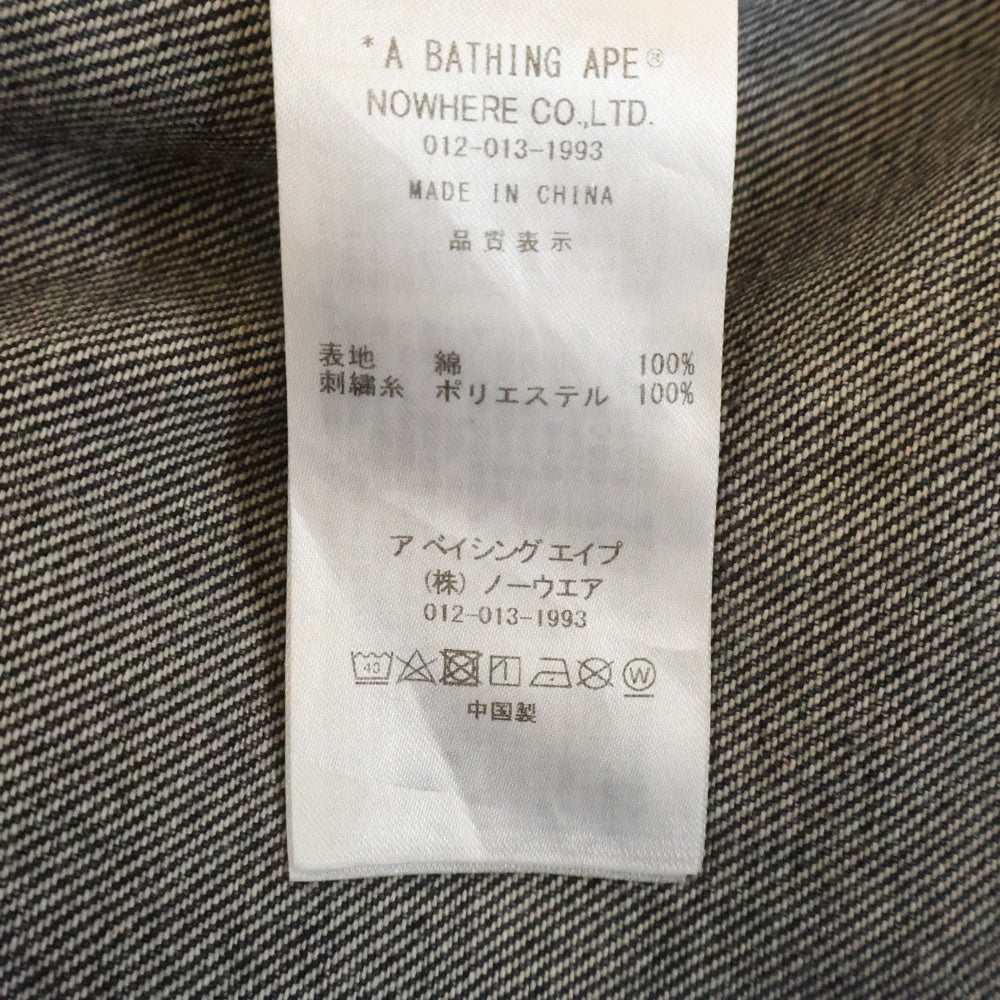 *A BATHING APE®
NOWHERE CO.,LTD.
012-013-1993
MADE IN CHINA
品質表示
表地 綿 100%
刺繍糸 ポリエステル 100%
ア ベイシングエイプ
(株) ノーウエア
012-013-1993
40 W
中国製